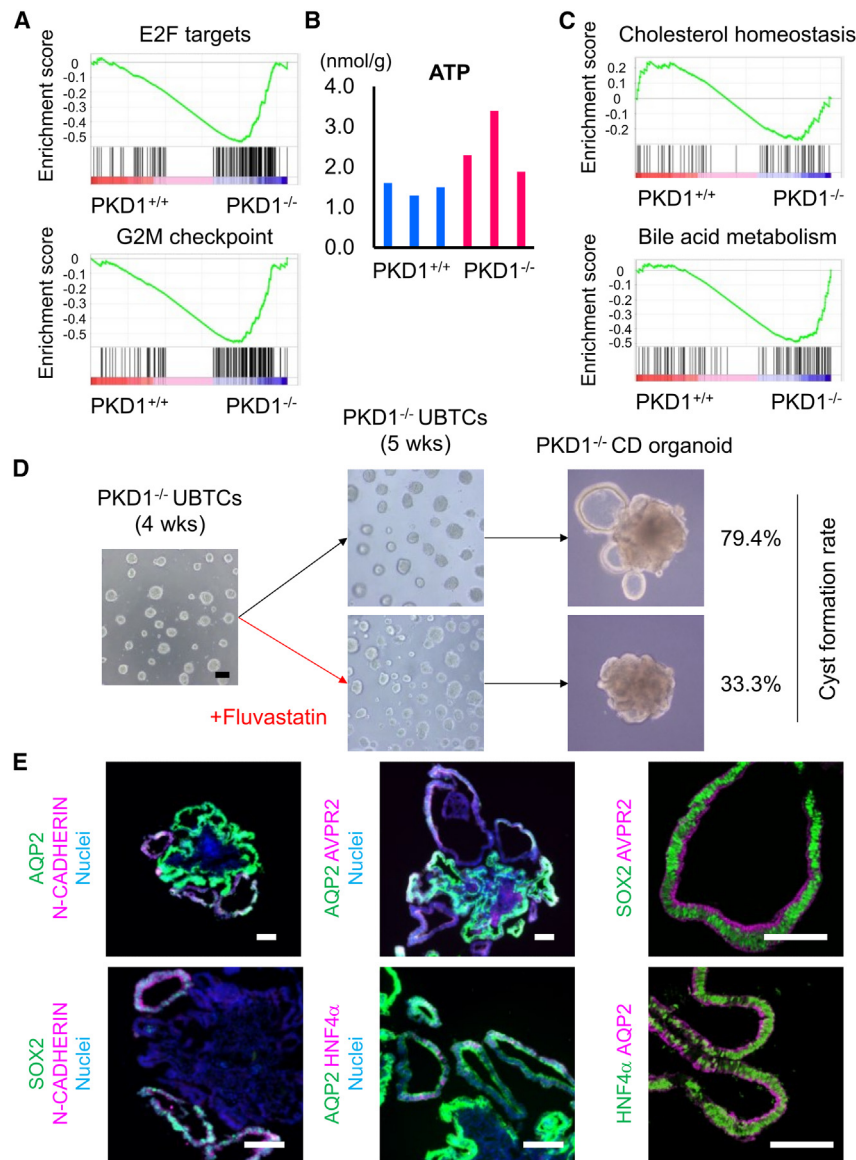 A
E2F targets
Enrichment score
0
-0.1
-0.2
-0.3
-0.4
-0.5
PKD1+/+
PKD1-/-
G2M checkpoint
Enrichment score
0
-0.1
-0.2
-0.3
-0.4
-0.5
PKD1+/+
PKD1-/-
B
(nmol/g)
ATP
4.0
3.0
2.0
1.0
0.0
PKD1+/+
PKD1-/-
C
Cholesterol homeostasis
Enrichment score
0.2
0.1
0
-0.1
-0.2
PKD1+/+
PKD1-/-
Bile acid metabolism
Enrichment score
0
-0.1
-0.2
-0.3
-0.4
-0.5
PKD1+/+
PKD1-/-
D
PKD1-/- UBTCs
(4 wks)
PKD1-/- UBTCs
(5 wks)
PKD1-/- CD organoid
+Fluvastatin
79.4%
33.3%
Cyst formation rate
E
AQP2
N-CADHERIN
Nuclei
AQP2 AVPR2
Nuclei
SOX2 AVPR2
SOX2
N-CADHERIN
Nuclei
AQP2 HNF4α
Nuclei
HNF4α AQP2